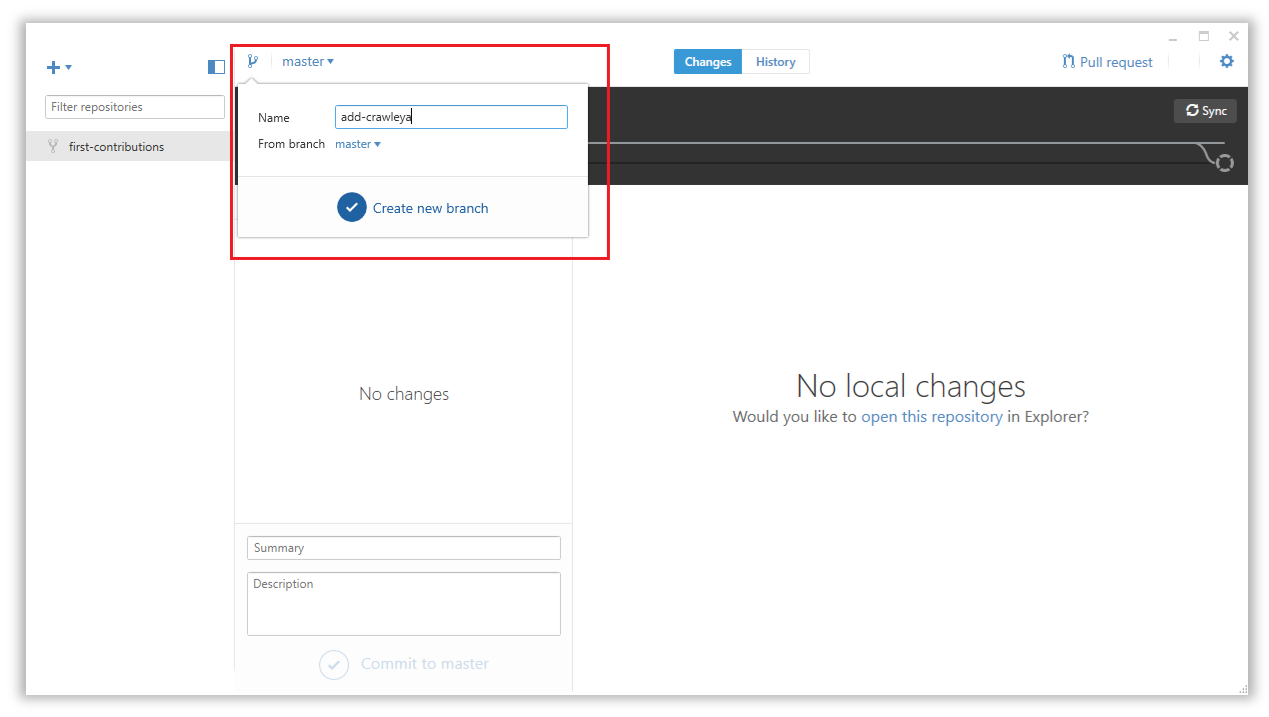 master
Changes
History
Pull request
Filter repositories
Name
add-crawleya
Sync
From branch
master
first-contributions
Create new branch
No changes
No local changes
Would you like to open this repository in Explorer?
Summary
Description
Commit to master